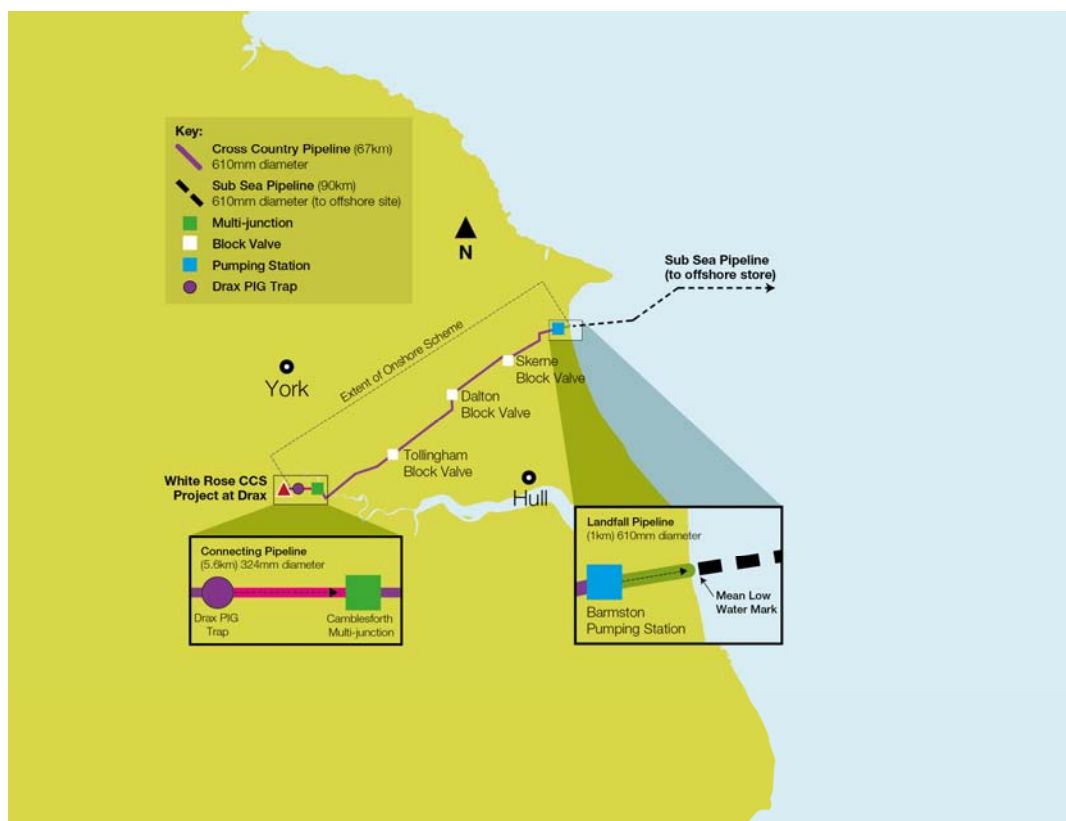 Key:
Cross Country Pipeline (67km)
610mm diameter
Sub Sea Pipeline (90km)
610mm diameter (to offshore site)
Multi-junction
Block Valve
Pumping Station
Drax PIG Trap
N
Sub Sea Pipeline
(to offshore store)
Extent of Onshore Scheme
York
Skerne
Block Valve
Dalton
Block Valve
Tollingham
Block Valve
White Rose CCS
Project at Drax
Hull
Connecting Pipeline
(5.6km) 324mm diameter
Drax PIG
Trap
Camblesforth
Multi-junction
Landfall Pipeline
(1km) 610mm diameter
Barmston
Pumping Station
Mean Low
Water Mark